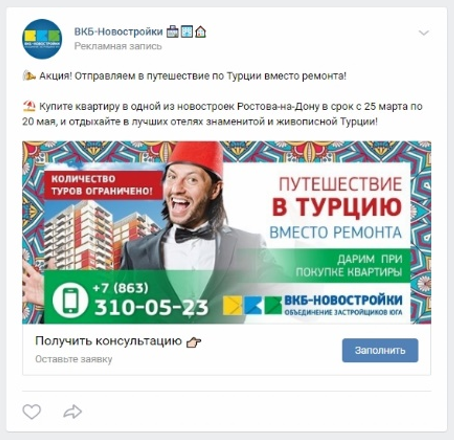 ВКБ-Новостройки
Рекламная запись
Акция! Отправляем в путешествие по Турции вместо ремонта!
Купите квартиру в одной из новостроек Ростова-на-Дону в срок с 25 марта по
20 мая, и отдыхайте в лучших отелях знаменитой и живописной Турции!
КОЛИЧЕСТВО
ТУРОВ ОГРАНИЧЕНО!
ПУТЕШЕСТВИЕ
В ТУРЦИЮ
ВМЕСТО РЕМОНТА
ДАРИМ ПРИ
ПОКУПКЕ КВАРТИРЫ
+7 (863)
310-05-23
ВКБ-НОВОСТРОЙКИ
ОБЪЕДИНЕНИЕ ЗАСТРОЙЩИКОВ ЮГА
Получить консультацию
Оставьте заявку
Заполнить